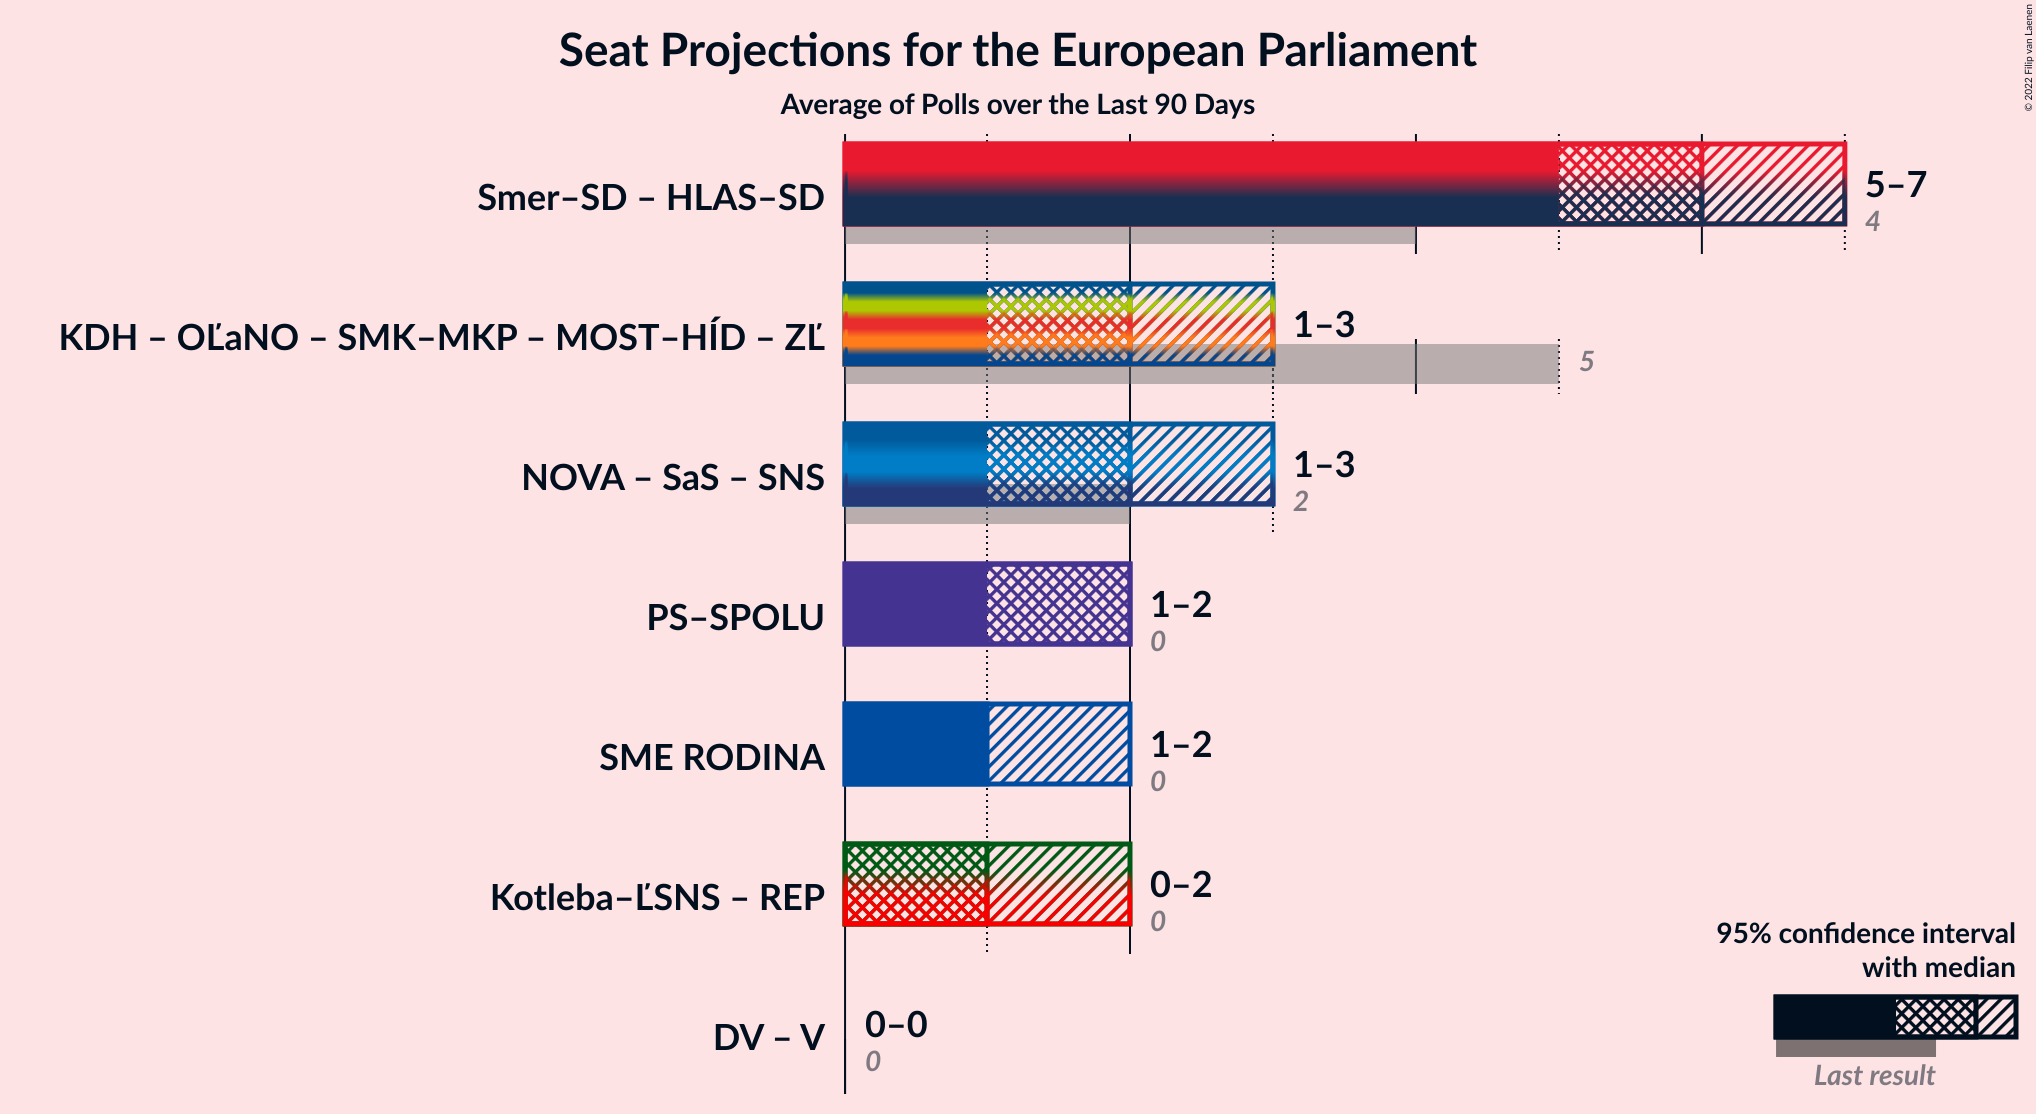 Seat Projections for the European Parliament
Average of Polls over the Last 90 Days
© 2022 Filip van Laenen
Smer–SD – HLAS–SD
5–7
4
KDH – OĽaNO – SMK–MKP – MOST–HÍD – ZĽ
1–3
5
NOVA – SaS – SNS
1–3
2
PS–SPOLU
1–2
0
SME RODINA
1–2
0
Kotleba–ĽSNS – REP
0–2
0
DV – V
0–0
0
95% confidence interval
with median
Last result